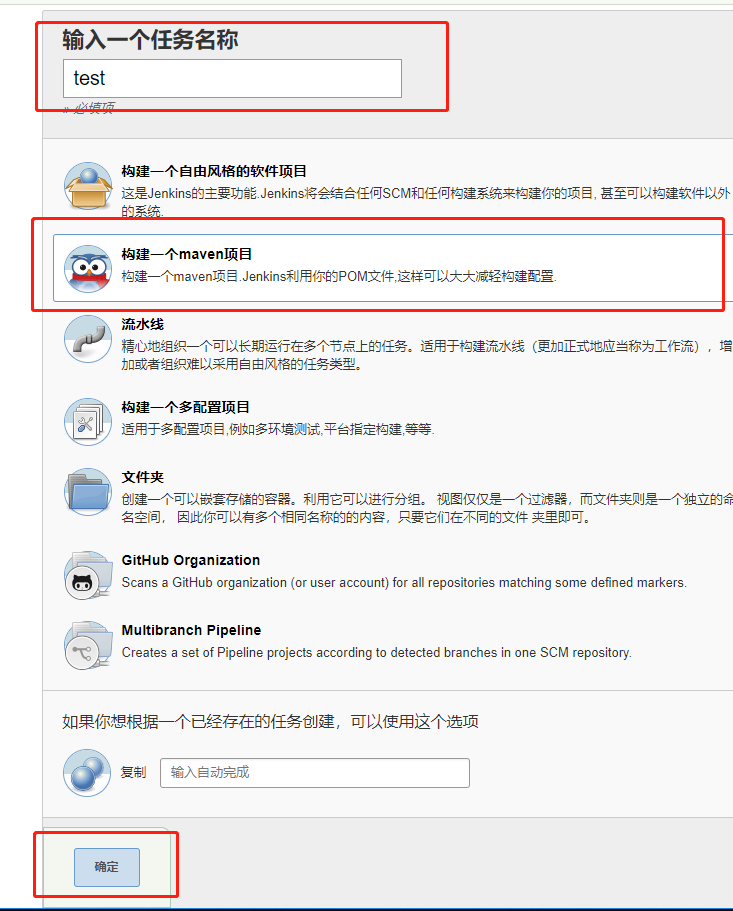 输入一个任务名称
test
» 必填项
构建一个自由风格的软件项目
这是Jenkins的主要功能.Jenkins将会结合任何SCM和任何构建系统来构建你的项目, 甚至可以构建软件以外
的系统.
构建一个maven项目
构建一个maven项目.Jenkins利用你的POM文件,这样可以大大减轻构建配置.
流水线
精心地组织一个可以长期运行在多个节点上的任务。适用于构建流水线（更加正式地应当称为工作流），增
加或者组织难以采用自由风格的任务类型。
构建一个多配置项目
适用于多配置项目,例如多环境测试,平台指定构建,等等.
文件夹
创建一个可以嵌套存储的容器。利用它可以进行分组。 视图仅仅是一个过滤器，而文件夹则是一个独立的命
名空间， 因此你可以有多个相同名称的的内容，只要它们在不同的文件 夹里即可。
GitHub Organization
Scans a GitHub organization (or user account) for all repositories matching some defined markers.
Multibranch Pipeline
Creates a set of Pipeline projects according to detected branches in one SCM repository.
如果你想根据一个已经存在的任务创建，可以使用这个选项
复制 输入自动完成
确定